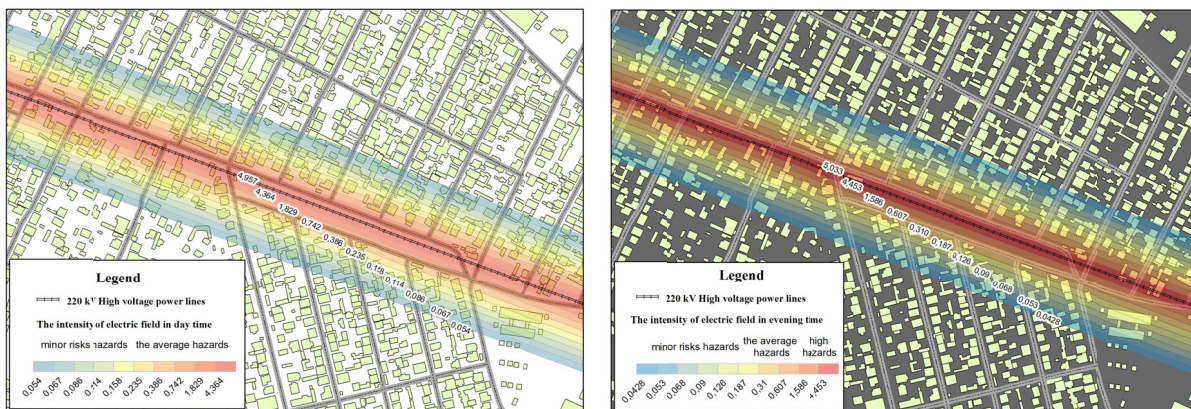 4,957
4,364
1,829
0,742
0,386
0,235
0,118
0,114
0,086
0,067
0,054
Legend
220 kV High voltage power lines
The intensity of electric field in day time
minor risks hazards the average hazards
0,054 0,067 0,086 0,114 0,158 0,235 0,386 0,742 1,829 4,364
5,033
4,453
1,586
0,607
0,310
0,187
0,126
0,09
0,068
0,053
0,0428
Legend
220 kV High voltage power lines
The intensity of electric field in evening time
minor risks hazards the average hazards high hazards
0,0428 0,053 0,068 0,09 0,126 0,187 0,31 0,607 1,586 4,453